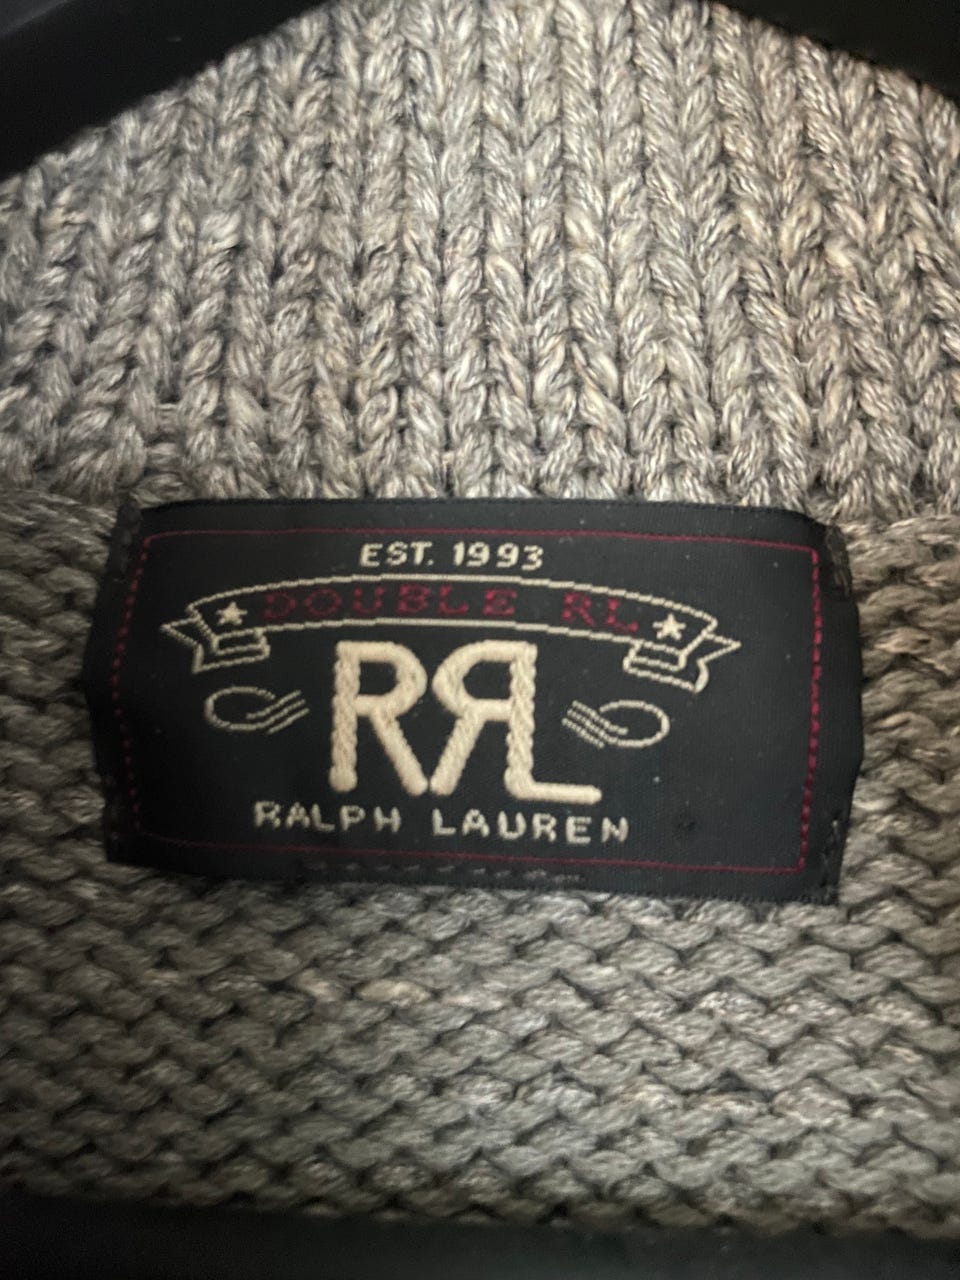 EST. 1993
DOUBLE RL
RRL
RALPH LAUREN